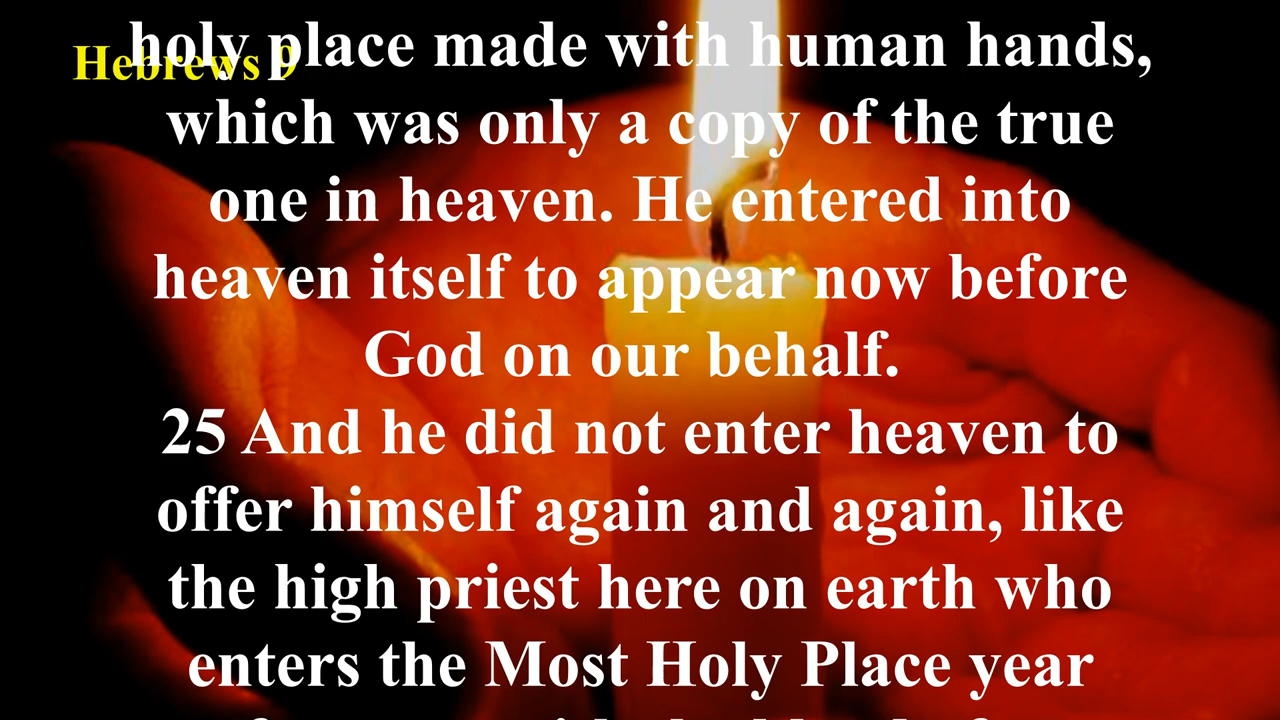 Hebrews 9
holy place made with human hands,
which was only a copy of the true
one in heaven. He entered into
heaven itself to appear now before
God on our behalf.
25 And he did not enter heaven to
offer himself again and again, like
the high priest here on earth who
enters the Most Holy Place year